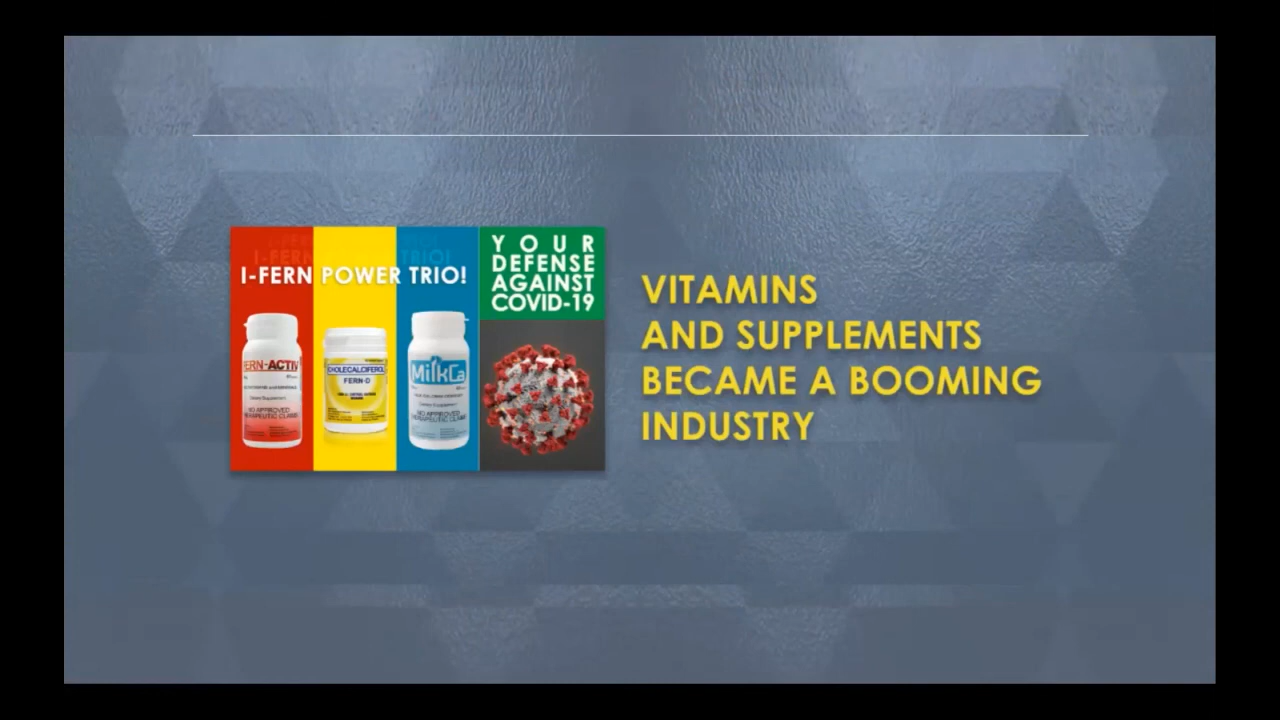 I-FERN POWER TRIO!
YOUR
DEFENSE
AGAINST
COVID-19
FERN-ACTIV
NO APPROVED
THERAPEUTIC CLAIMS
CHOLECALCIFEROL
FERN-D
MilkCa
NO APPROVED
THERAPEUTIC CLAIMS
VITAMINS
AND SUPPLEMENTS
BECAME A BOOMING
INDUSTRY